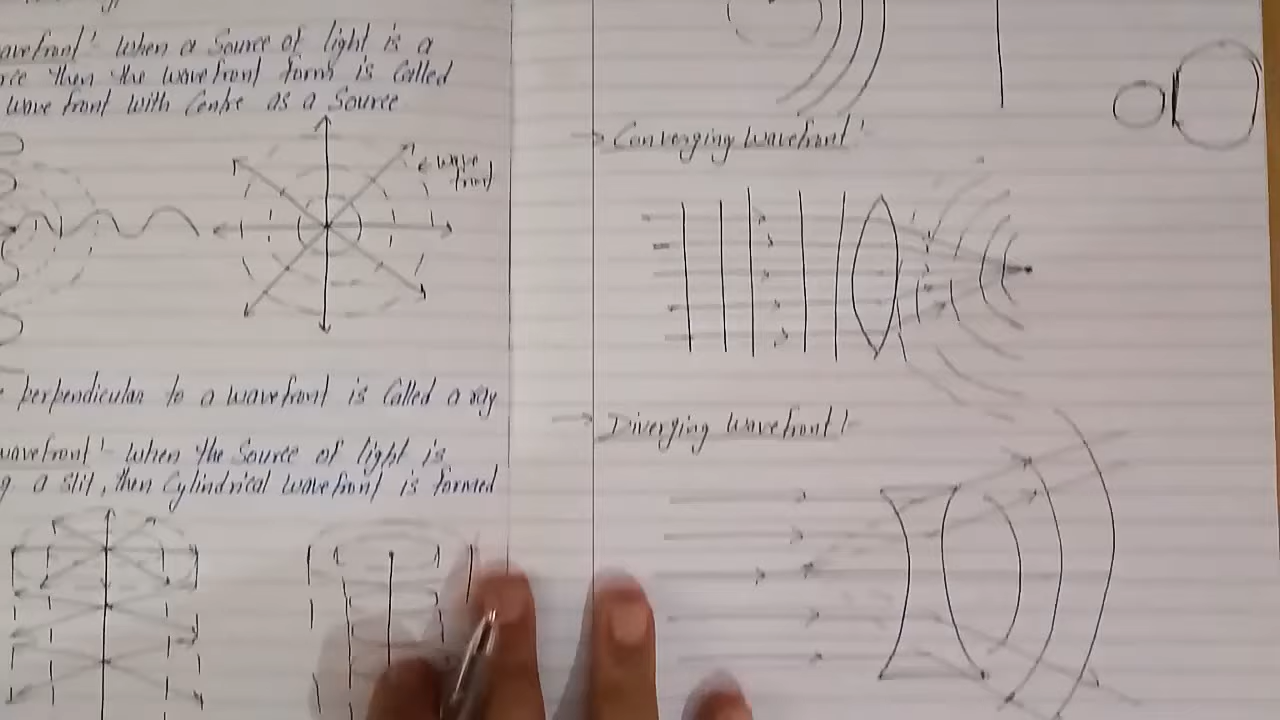 wavefront' When a Source of light is a
then the wavefront form is Called
wave front with Centre as a Source
wave
front
perpendicular to a wavefront is Called a ray
wavefront'- When the Source of light is
a slit, then Cylindrical wavefront is formed
→ Converging Wavefront'
→ Diverging Wavefront!-